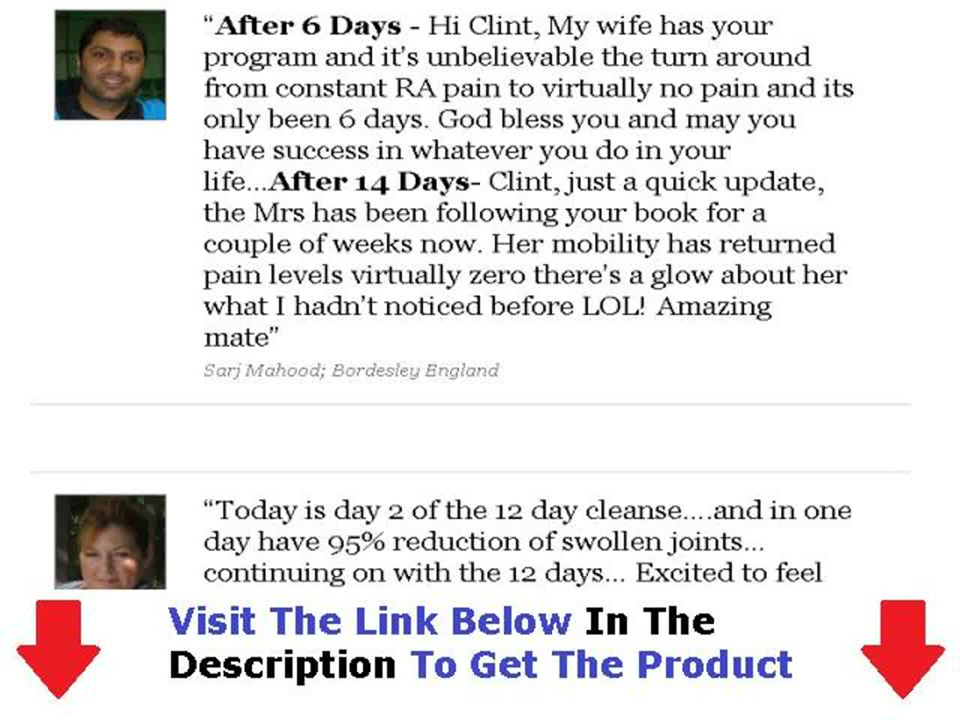 “After 6 Days - Hi Clint, My wife has your
program and it's unbelievable the turn around
from constant RA pain to virtually no pain and its
only been 6 days. God bless you and may you
have success in whatever you do in your
life...After 14 Days- Clint, just a quick update,
the Mrs has been following your book for a
couple of weeks now. Her mobility has returned
pain levels virtually zero there's a glow about her
what I hadn't noticed before LOL! Amazing
mate”
Sarj Mahood; Bordesley England
“Today is day 2 of the 12 day cleanse....and in one
day have 95% reduction of swollen joints...
continuing on with the 12 days... Excited to feel
Visit The Link Below In The
Description To Get The Product